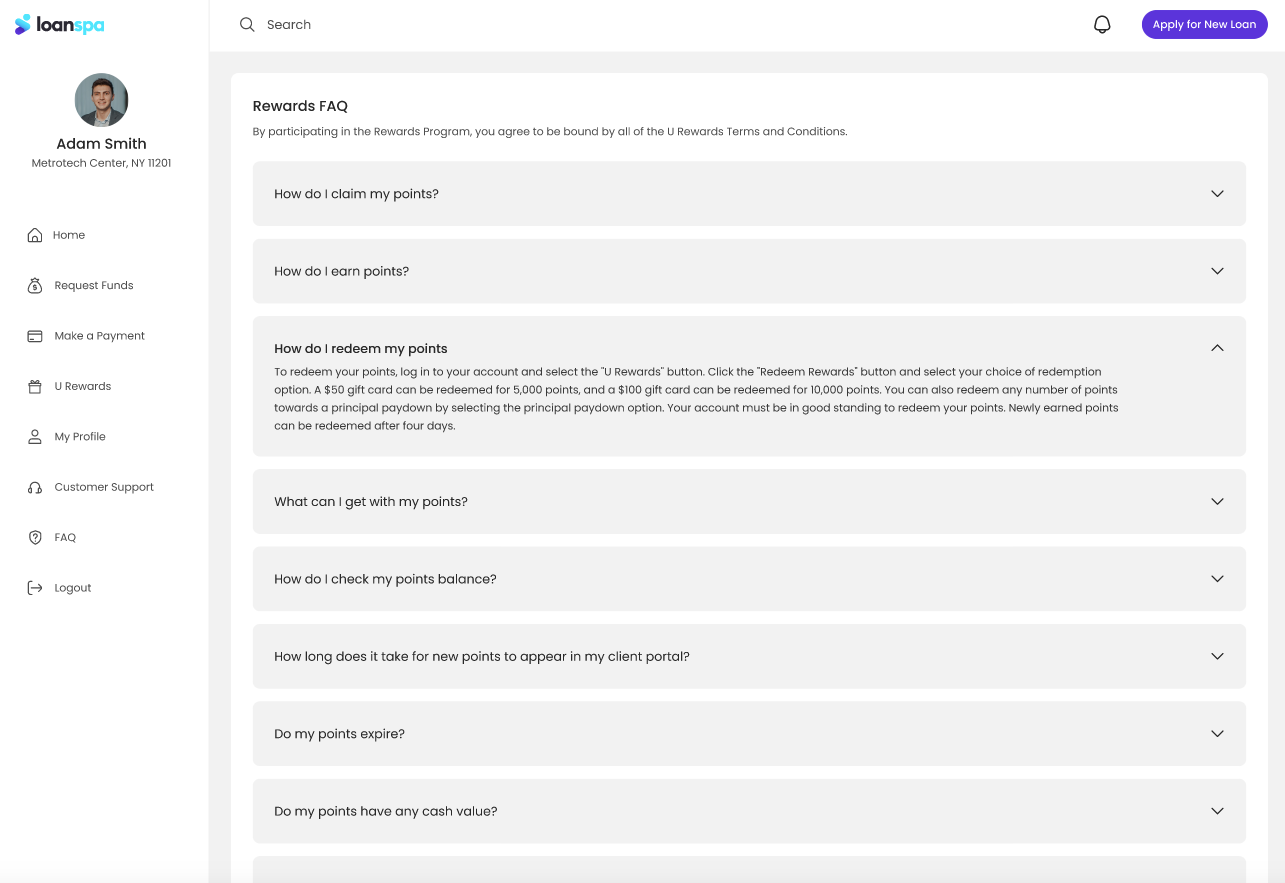 loanspa
Search
Apply for New Loan
Adam Smith
Metrotech Center, NY 11201
Home
Request Funds
Make a Payment
U Rewards
My Profile
Customer Support
FAQ
Logout
Rewards FAQ
By participating in the Rewards Program, you agree to be bound by all of the U Rewards Terms and Conditions.
How do I claim my points?
How do I earn points?
How do I redeem my points
To redeem your points, log in to your account and select the "U Rewards" button. Click the "Redeem Rewards" button and select your choice of redemption
option. A $50 gift card can be redeemed for 5,000 points, and a $100 gift card can be redeemed for 10,000 points. You can also redeem any number of points
towards a principal paydown by selecting the principal paydown option. Your account must be in good standing to redeem your points. Newly earned points
can be redeemed after four days.
What can I get with my points?
How do I check my points balance?
How long does it take for new points to appear in my client portal?
Do my points expire?
Do my points have any cash value?